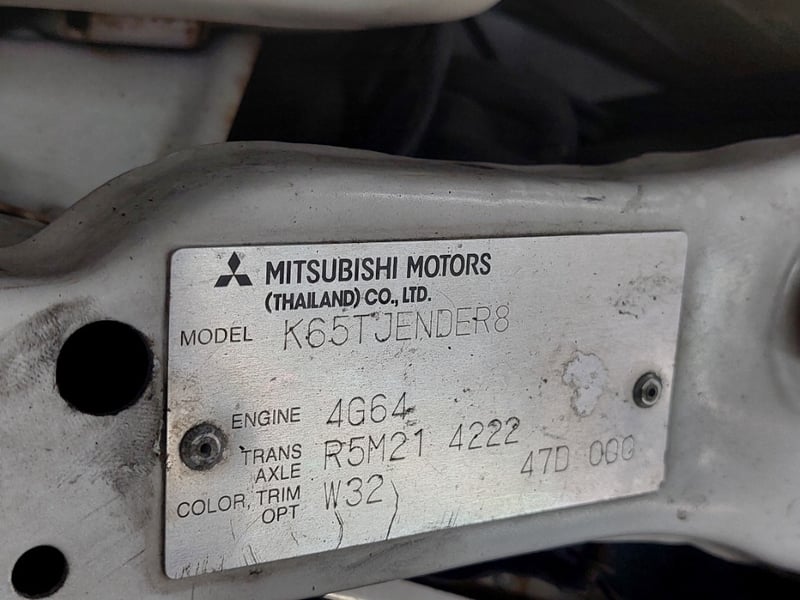 MITSUBISHI MOTORS
(THAILAND) CO., LTD.
MODEL K65TJENDER8
ENGINE 4G64
TRANS AXLE R5M21 4222
COLOR, TRIM OPT W32 47D 000